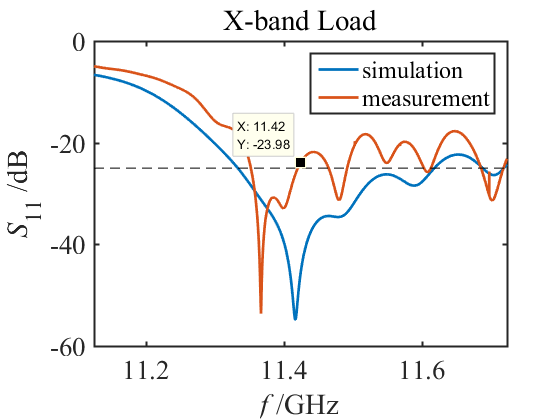 X-band Load
0
-20
-40
-60
S11 /dB
simulation
measurement
X: 11.42
Y: -23.98
11.2
11.4
11.6
f /GHz